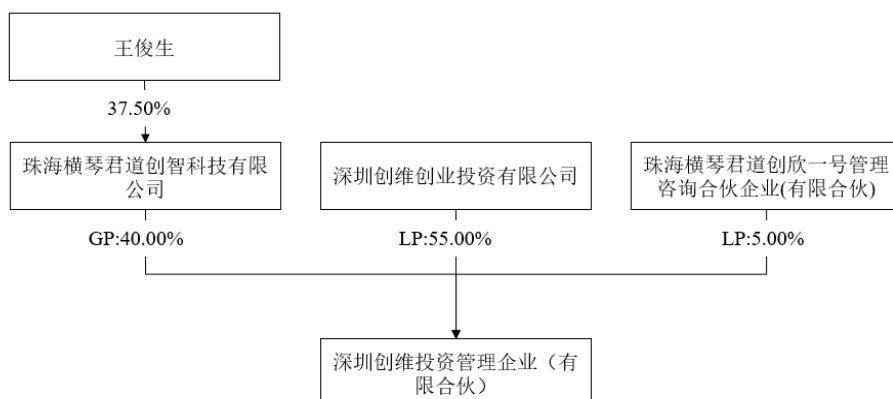 王俊生
37.50%
珠海横琴君道创智科技有限
公司
深圳创维创业投资有限公司
珠海横琴君道创欣一号管理
咨询合伙企业(有限合伙)
GP:40.00%
LP:55.00%
LP:5.00%
深圳创维投资管理企业（有
限合伙）